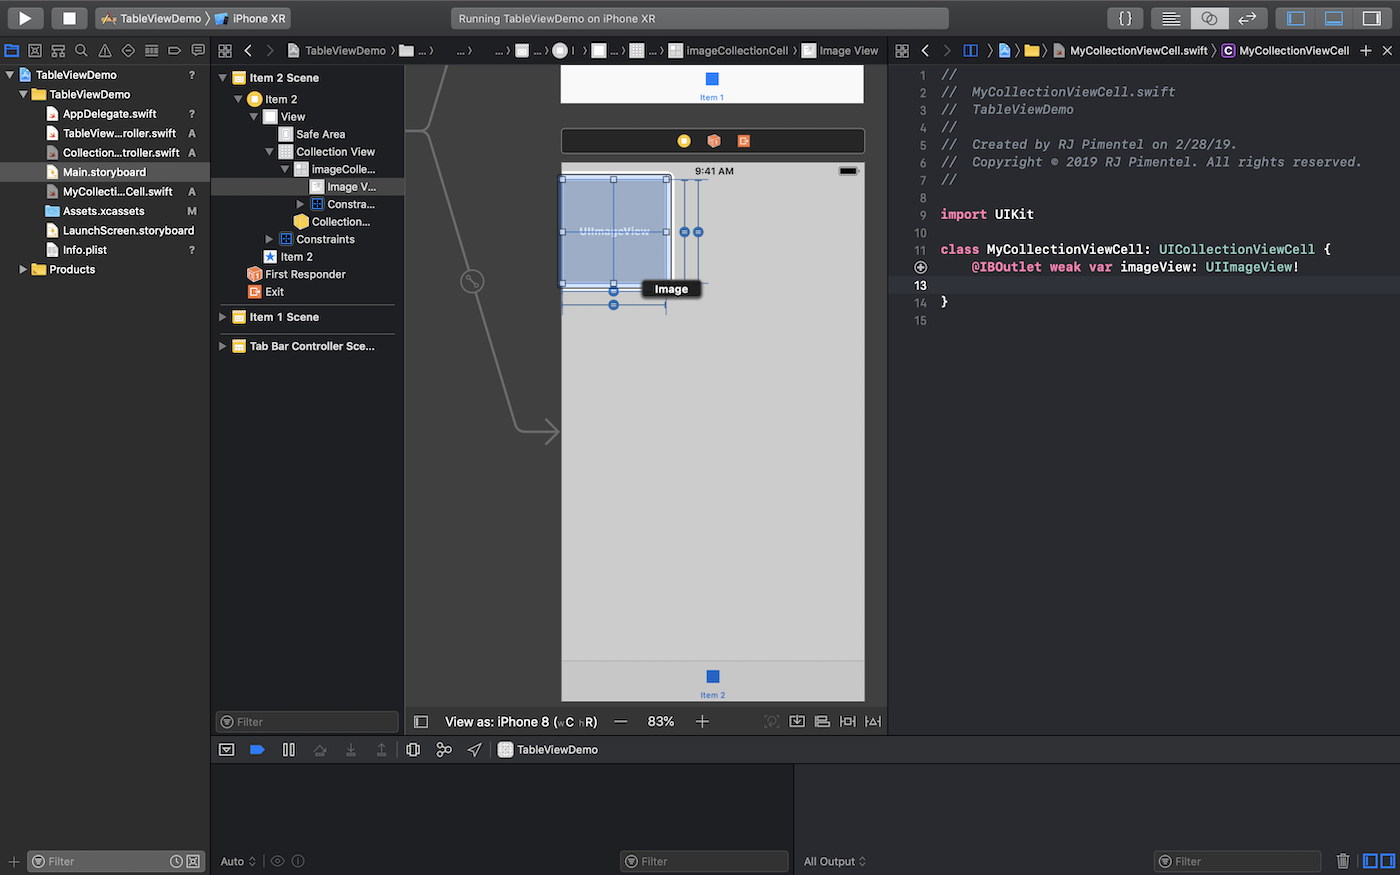 TableViewDemo
iPhone XR
Running TableViewDemo on iPhone XR
{}
TableViewDemo ?
TableViewDemo
AppDelegate.swift ?
TableView...roller.swift A
Collection...troller.swift A
Main.storyboard
MyCollecti...Cell.swift A
Assets.xcassets M
LaunchScreen.storyboard
Info.plist ?
Products
Filter
TableViewDemo
...
...
...
...
...
...
imageCollectionCell
Image View
Item 2 Scene
Item 2
View
Safe Area
Collection View
ImageColle...
Image V...
Constra...
Collection...
Constraints
Item 2
First Responder
Exit
Item 1 Scene
Tab Bar Controller Sce...
Filter
Item 1
9:41 AM
UIImageView
Image
Item 2
View as: iPhone 8 (wC hR)
83%
MyCollectionViewCell.swift
C MyCollectionViewCell
1 //
2 // MyCollectionViewCell.swift
3 // TableViewDemo
4 //
5 // Created by RJ Pimentel on 2/28/19.
6 // Copyright © 2019 RJ Pimentel. All rights reserved.
7 //
8
9 import UIKit
10
11 class MyCollectionViewCell: UICollectionViewCell {
@IBOutlet weak var imageView: UIImageView!
13
14 }
15
TableViewDemo
Auto
Filter
All Output
Filter